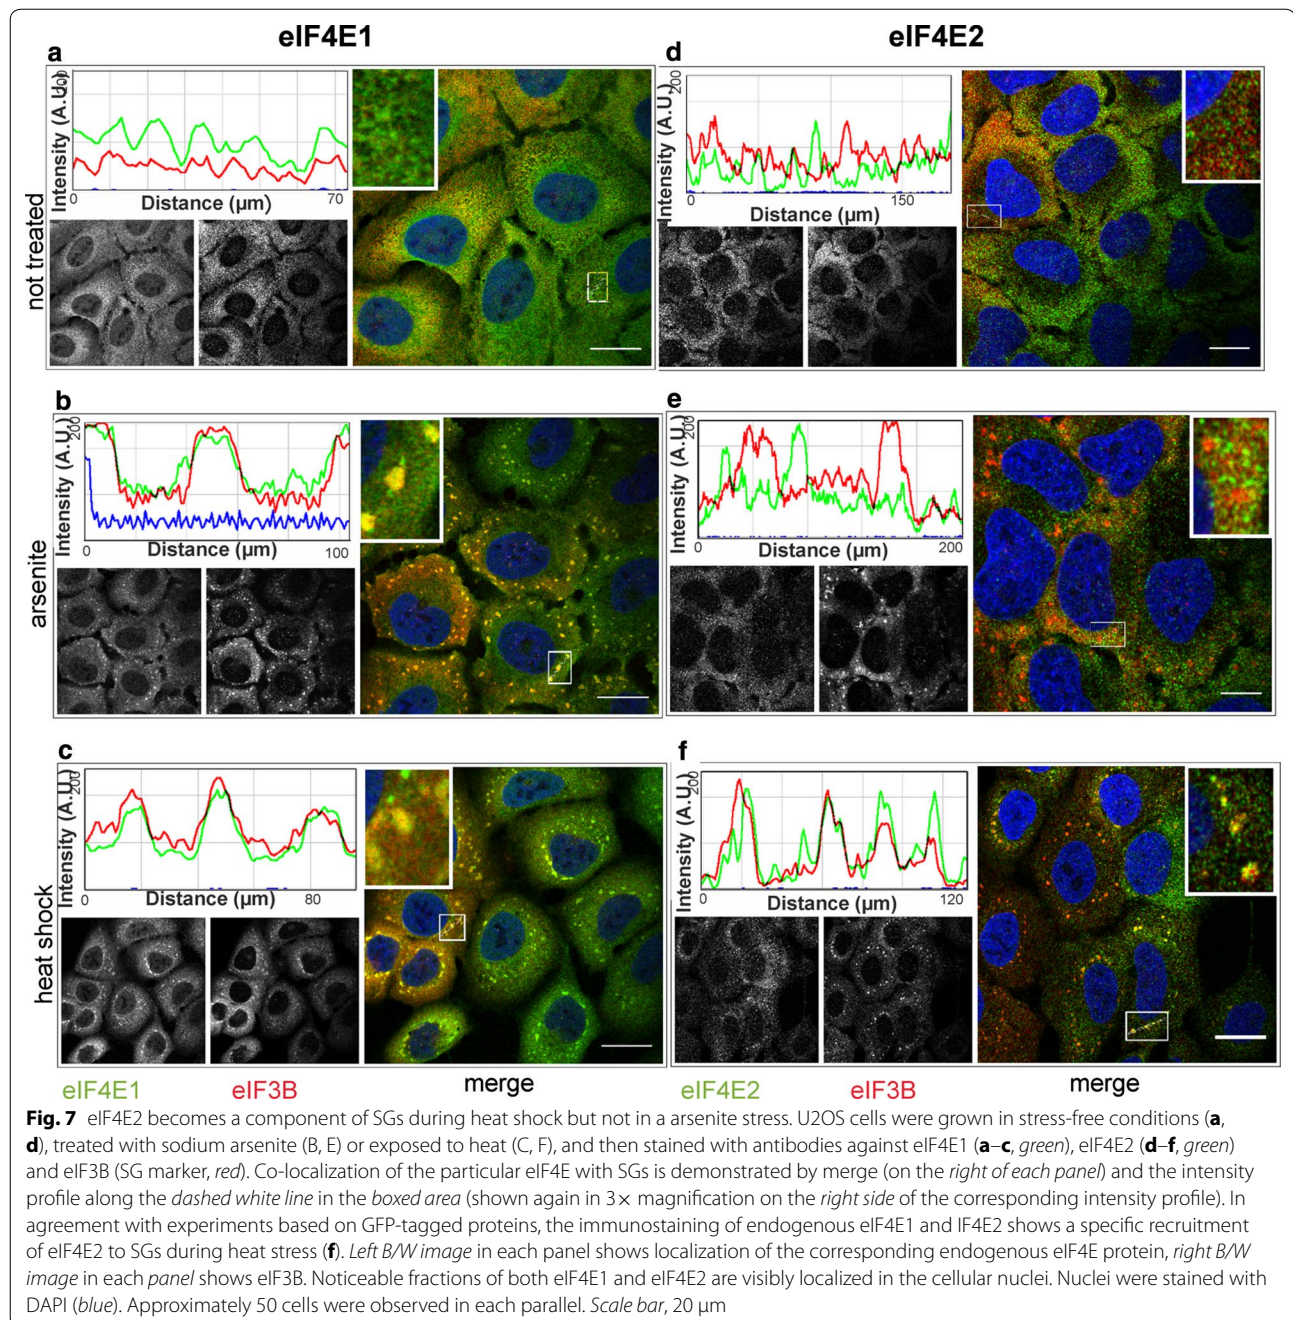 eIF4E1
eIF4E2
a
Intensity (A.U.)
200
0
70
Distance (µm)
d
Intensity (A.U.)
200
0
150
Distance (µm)
not treated
b
Intensity (A.U.)
200
0
100
Distance (µm)
e
Intensity (A.U.)
200
0
200
Distance (µm)
arsenite
c
Intensity (A.U.)
200
0
80
Distance (µm)
f
Intensity (A.U.)
200
0
120
Distance (µm)
heat shock
eIF4E1
eIF3B
merge
eIF4E2
eIF3B
merge
Fig. 7 eIF4E2 becomes a component of SGs during heat shock but not in a arsenite stress. U2OS cells were grown in stress-free conditions (a,
d), treated with sodium arsenite (B, E) or exposed to heat (C, F), and then stained with antibodies against eIF4E1 (a–c, green), eIF4E2 (d–f, green)
and eIF3B (SG marker, red). Co-localization of the particular eIF4E with SGs is demonstrated by merge (on the right of each panel) and the intensity
profile along the dashed white line in the boxed area (shown again in 3× magnification on the right side of the corresponding intensity profile). In
agreement with experiments based on GFP-tagged proteins, the immunostaining of endogenous eIF4E1 and IF4E2 shows a specific recruitment
of eIF4E2 to SGs during heat stress (f). Left B/W image in each panel shows localization of the corresponding endogenous eIF4E protein, right B/W
image in each panel shows eIF3B. Noticeable fractions of both eIF4E1 and eIF4E2 are visibly localized in the cellular nuclei. Nuclei were stained with
DAPI (blue). Approximately 50 cells were observed in each parallel. Scale bar, 20 µm